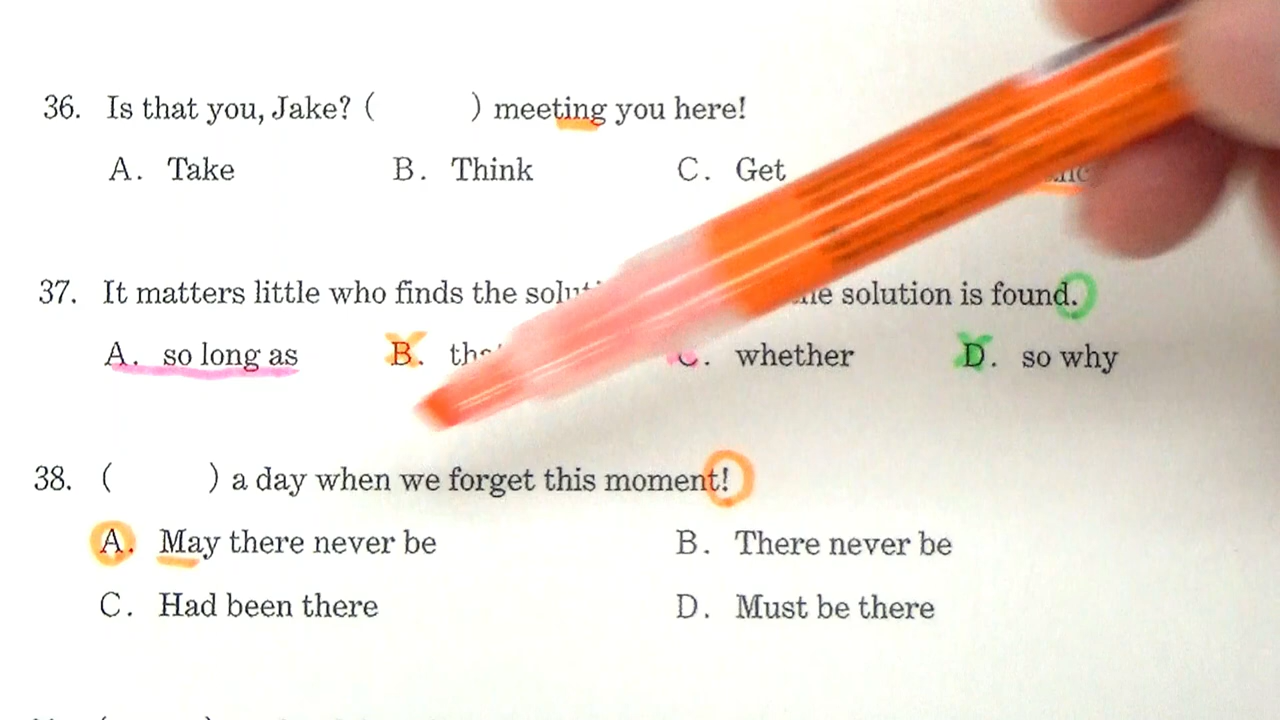 36. Is that you, Jake? ( ) meeting you here!
A. Take B. Think C. Get
37. It matters little who finds the solution solution is found.
A. so long as B. C. whether D. so why
38. ( ) a day when we forget this moment!
A. May there never be B. There never be
C. Had been there D. Must be there